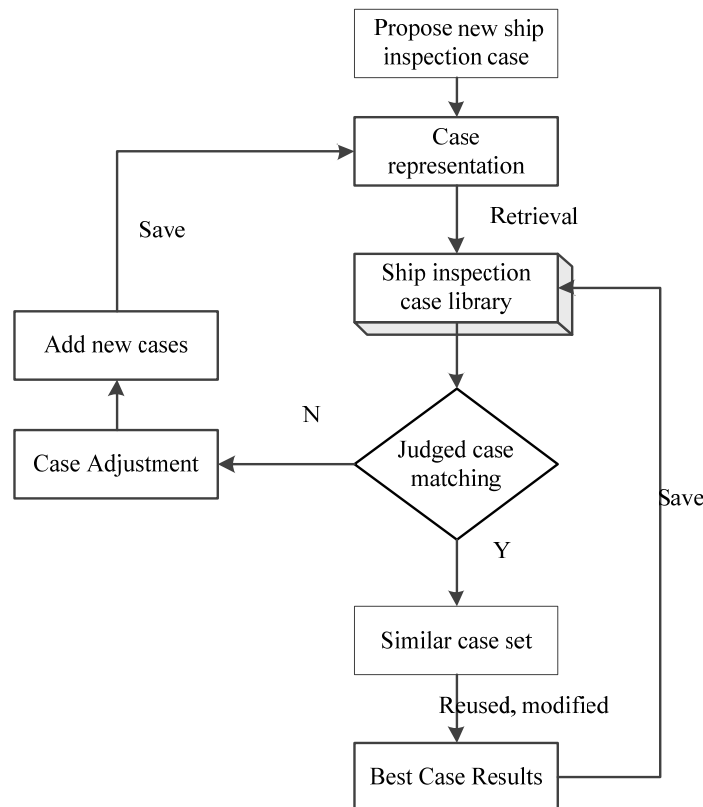 Propose new ship
inspection case
Case
representation
Retrieval
Save
Ship inspection
case library
Add new cases
N
Judged case
matching
Case Adjustment
Save
Y
Similar case set
Reused, modified
Best Case Results